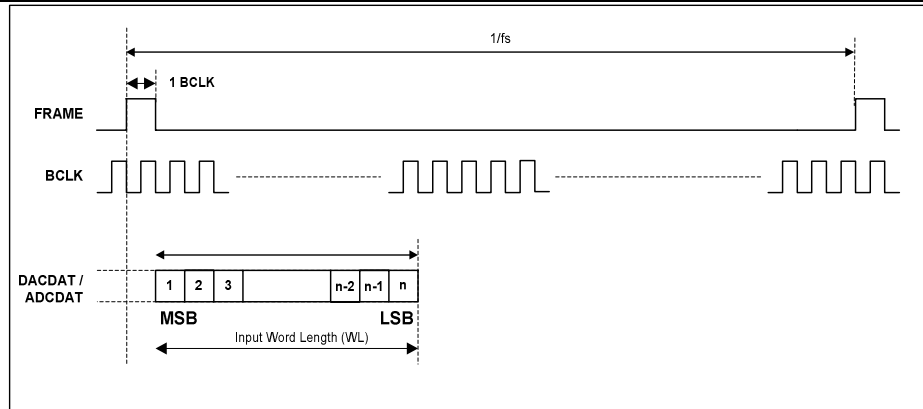 1/fs
1 BCLK
FRAME
BCLK
DACDAT /
ADCDAT
1 2 3 n-2 n-1 n
MSB LSB
Input Word Length (WL)